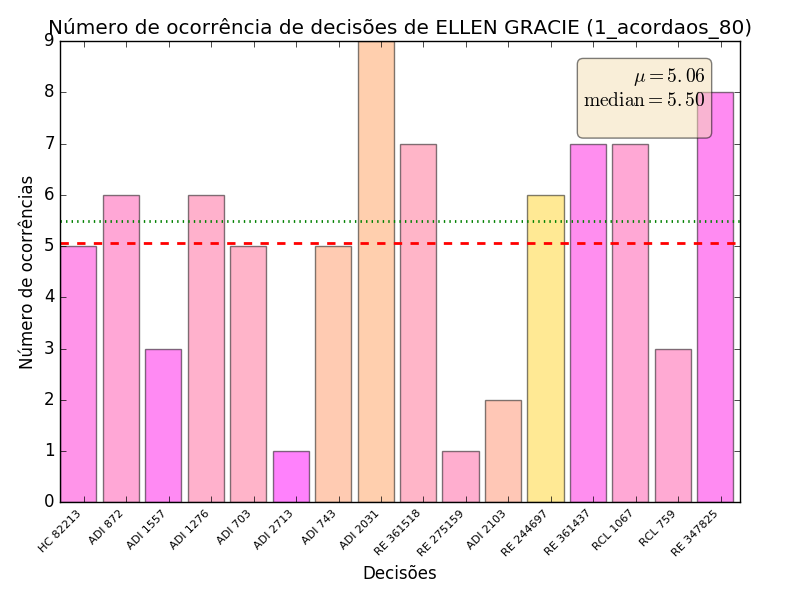 Número de ocorrência de decisões de ELLEN GRACIE (1_acordaos_80)
μ = 5.06
median = 5.50
Número de ocorrências
9
8
7
6
5
4
3
2
1
0
HC 82213
ADI 872
ADI 1557
ADI 1276
ADI 703
ADI 2713
ADI 743
ADI 2031
RE 361518
RE 275159
ADI 2103
RE 244697
RE 361437
RCL 1067
RCL 759
RE 347825
Decisões